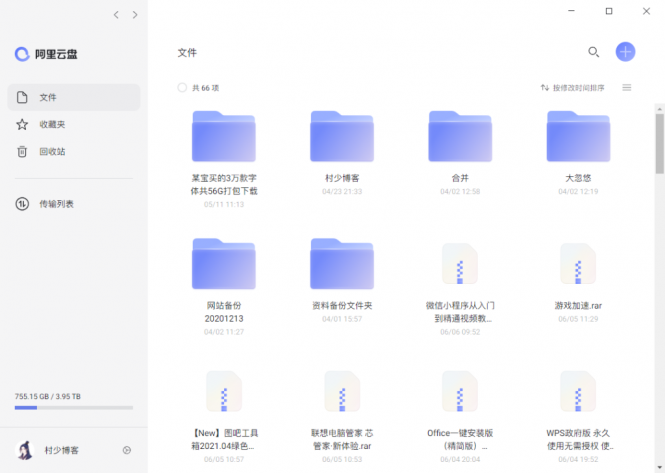 阿里云盘
文件
收藏夹
回收站
传输列表
755.15 GB / 3.95 TB
村少博客
文件
共 66 项
按修改时间排序
某宝买的3万款字
体共56G打包下载
05/11 11:13
村少博客
04/23 21:33
合并
04/02 12:58
大忽悠
04/02 12:19
网站备份
20201213
04/02 11:27
资料备份文件夹
04/01 15:57
微信小程序从入门
到精通视频教...
06/06 09:52
游戏加速.rar
06/05 11:29
【New】图吧工具
箱2021.04绿色...
06/05 10:57
联想电脑管家 芯
管家·新体验.rar
06/05 10:53
Office一键安装版
（精简版）...
06/04 20:04
WPS政府版 永久
使用无需授权 使..
06/04 19:52